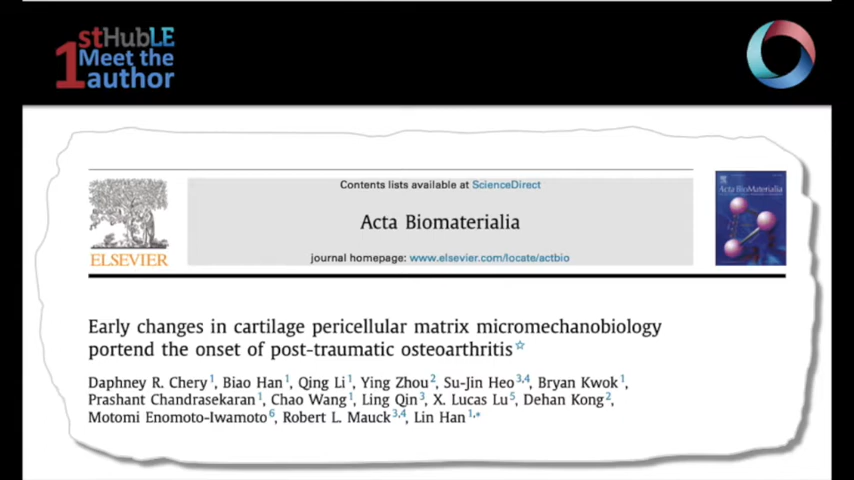 1stHubLE
Meet the
author
Contents lists available at ScienceDirect
Acta Biomaterialia
ELSEVIER
journal homepage: www.elsevier.com/locate/actbio
Acta BioMaterialia
Early changes in cartilage pericellular matrix micromechanobiology
portend the onset of post-traumatic osteoarthritis☆
Daphney R. Chery¹, Biao Han¹, Qing Li¹, Ying Zhou², Su-Jin Heo³,⁴, Bryan Kwok¹,
Prashant Chandrasekaran¹, Chao Wang¹, Ling Qin³, X. Lucas Lu⁵, Dehan Kong²,
Motomi Enomoto-Iwamoto⁶, Robert L. Mauck³,⁴, Lin Han¹,*